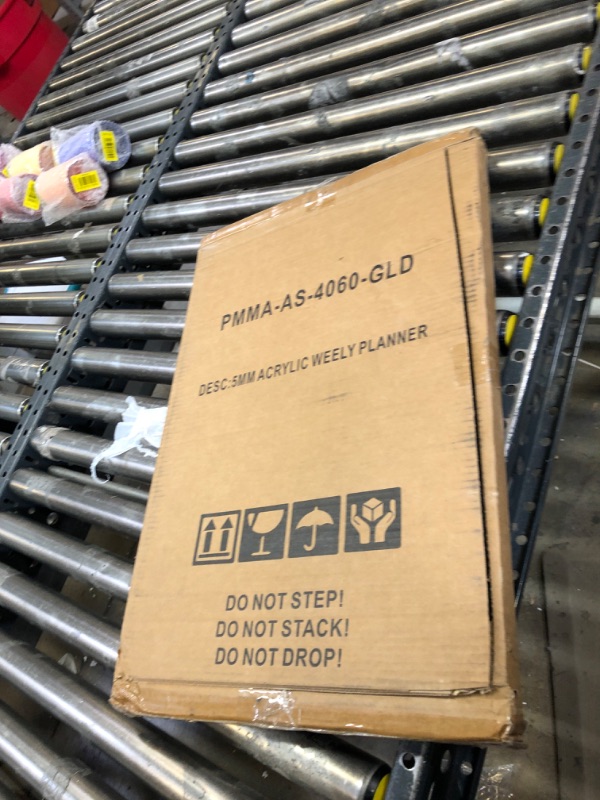 PMMA-AS-4060-GLD
DESC:5MM ACRYLIC WEELY PLANNER
DO NOT STEP!
DO NOT STACK!
DO NOT DROP!